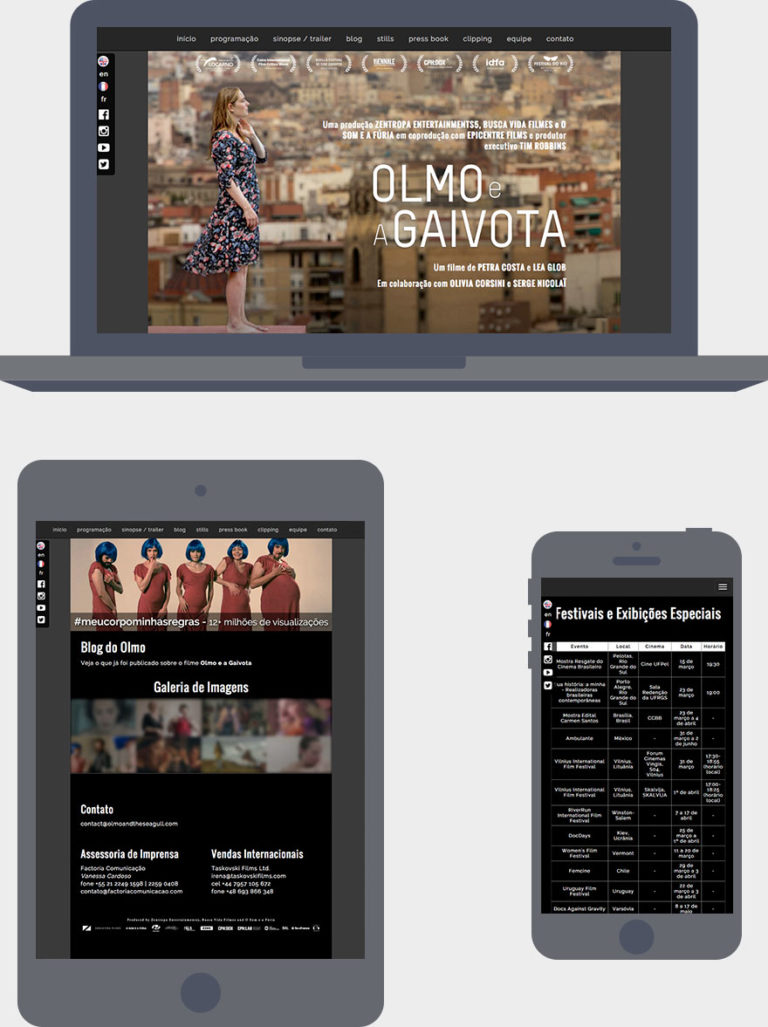 início programação sinopse / trailer blog stills press book clipping equipe contato
en
fr
LOCARNO
BIENNALE
CPH:DOX
idfa
FESTIVAL DO RIO
Uma produção ZENTROPA ENTERTAINMENTS5, BUSCA VIDA FILMES e O
SOM E A FÚRIA em coprodução com EPICENTRE FILMS e produtor
executivo TIM ROBBINS
OLMO e
A GAIVOTA
Um filme de PETRA COSTA e LEA GLOB
Em colaboração com OLIVIA CORSINI e SERGE NICOLAÏ
início programação sinopse / trailer blog stills press book clipping equipe contato
en
fr
#meucorpominhasregras - 12+ milhões de visualizações
Blog do Olmo
Veja o que já foi publicado sobre o filme Olmo e a Gaivota
Galeria de Imagens
Contato
contact@olmoandtheseagull.com
Assessoria de Imprensa
Factoria Comunicação
Vanessa Cardoso
fone +55 21 2249 1598 | 2259 0408
contato@factoriacomunicacao.com
Vendas Internacionais
Taskovski Films Ltd.
irena@taskovskifilms.com
cel +44 7957 105 672
fone +48 693 866 348
Produced by Zentropa Entertainments, Busca Vida Filmes and O Som e a Fúria
en
fr
Festivais e Exibições Especiais
Evento Local Cinema Data Horário
Mostra Resgate do Cinema Brasileiro Pelotas, Rio Grande do Sul Cine UFPel 15 de março 19:30
ua história: a minha - Realizadoras brasileiras contemporâneas Porto Alegre, Rio Grande do Sul Sala Redenção da UFRGS 23 de março 19:00
Mostra Edital Carmen Santos Brasília, Brasil CCBB 23 de março a 4 de abril -
Ambulante México - 31 de março a 2 de junho -
Vilnius International Film Festival Vilnius, Lituânia Forum Cinemas Vingis, S04, Vilnius 31 de março 17:30-18:55 (horário local)
Vilnius International Film Festival Vilnius, Lituânia Skalvija, SKALVIJA 1º de abril 17:00-18:25 (horário local)
RiverRun International Film Festival Winston-Salem - 7 a 17 de abril -
DocDays Kiev, Ucrânia - 25 de março a 1º de abril -
Women's Film Festival Vermont - 11 a 20 de março -
Femcine Chile - 29 de março a 3 de abril -
Uruguay Film Festival Uruguay - 22 de março a 3 de abril -
Docs Against Gravity Varsóvia - 8 a 17 de maio -